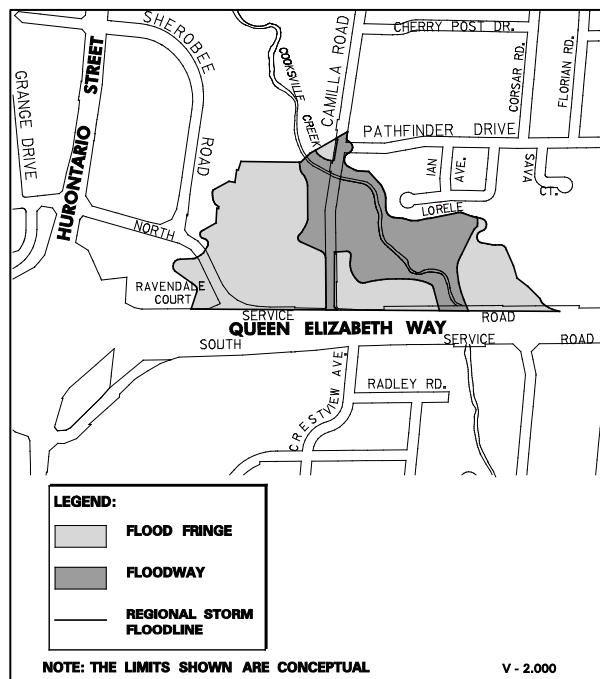 SHEROBEE
ROAD
COOKSVILLE CREEK
CAMILLA ROAD
CHERRY POST DR.
CORSAR RD.
FLORIAN RD.
GRANGE DRIVE
HURONTARIO STREET
PATHFINDER DRIVE
IAN AVE.
SAVA CT.
LORELE
NORTH
RAVENDALE
COURT
SERVICE ROAD
QUEEN ELIZABETH WAY
SOUTH SERVICE ROAD
CRESTVIEW AVE.
RADLEY RD.
LEGEND:
FLOOD FRINGE
FLOODWAY
REGIONAL STORM
FLOODLINE
NOTE: THE LIMITS SHOWN ARE CONCEPTUAL
V - 2.000